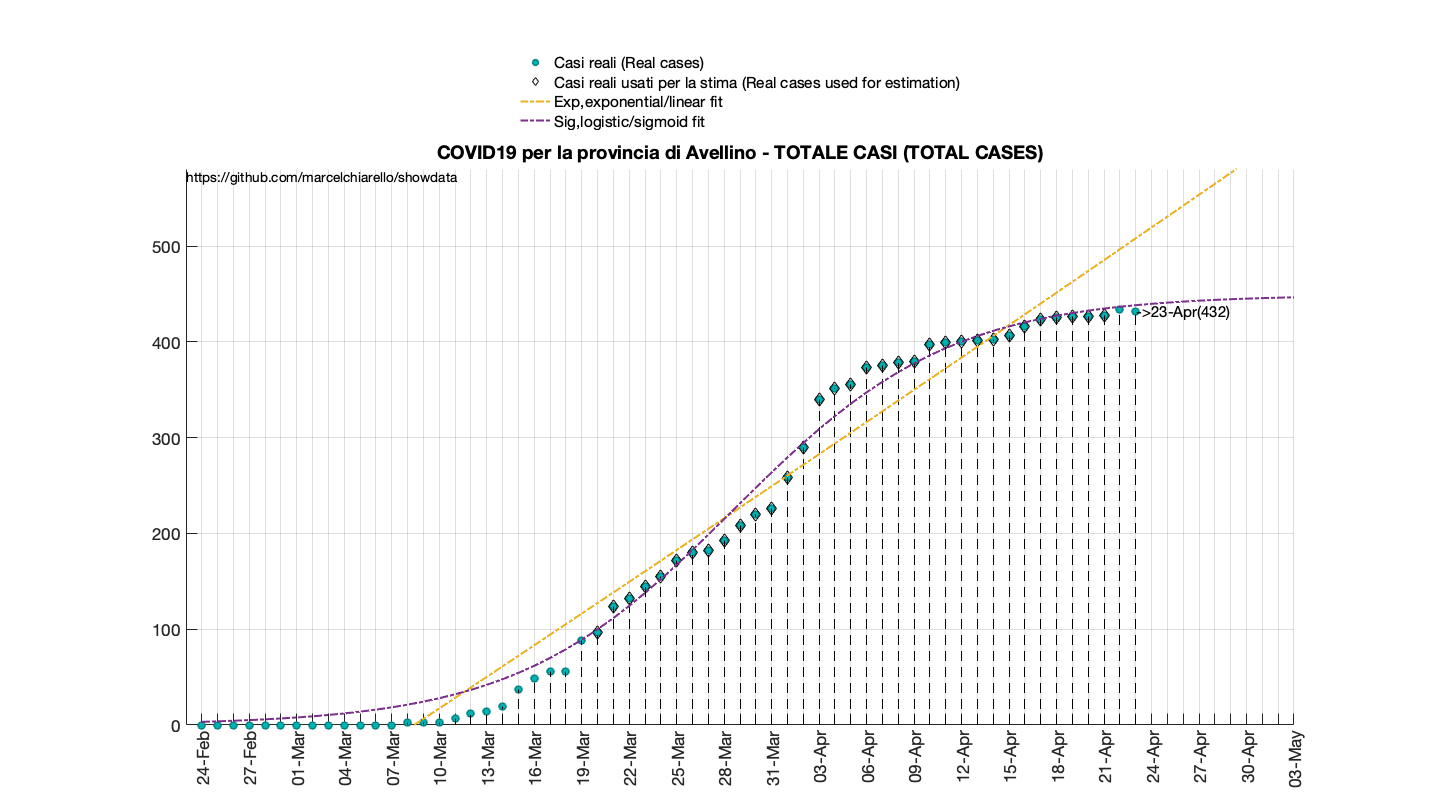 Casi reali (Real cases)
Casi reali usati per la stima (Real cases used for estimation)
Exp,exponential/linear fit
Sig,logistic/sigmoid fit
COVID19 per la provincia di Avellino - TOTALE CASI (TOTAL CASES)
https://github.com/marcelchiarello/showdata
500
400
300
200
100
0
->23-Apr(432)
24-Feb
27-Feb
01-Mar
04-Mar
07-Mar
10-Mar
13-Mar
16-Mar
19-Mar
22-Mar
25-Mar
28-Mar
31-Mar
03-Apr
06-Apr
09-Apr
12-Apr
15-Apr
18-Apr
21-Apr
24-Apr
27-Apr
30-Apr
03-May